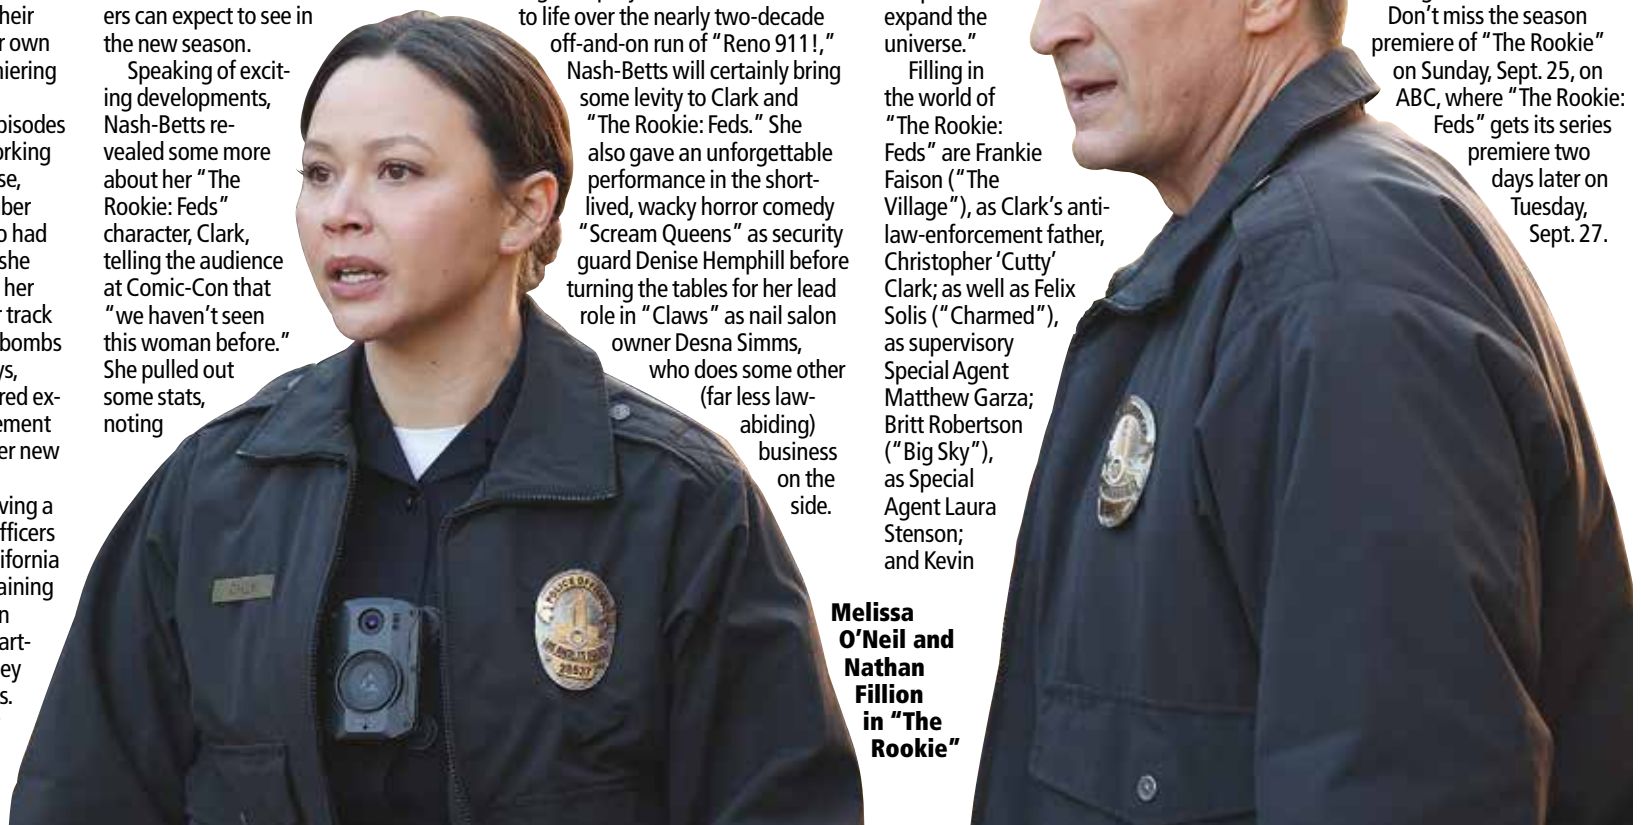 heir
r own
niering
pisodes
orking
se,
ber
o had
she
her
r track
bombs
ys,
red ex-
ement
er new
ving a
fficers
ifornia
aining
n
art-
ey
s.
ers can expect to see in
the new season.
Speaking of excit-
ing developments,
Nash-Betts re-
vealed some more
about her “The
Rookie: Feds”
character, Clark,
telling the audience
at Comic-Con that
“we haven’t seen
this woman before.”
She pulled out
some stats,
noting
to life over the nearly two-decade
off-and-on run of “Reno 911!,”
Nash-Betts will certainly bring
some levity to Clark and
“The Rookie: Feds.” She
also gave an unforgettable
performance in the short-
lived, wacky horror comedy
“Scream Queens” as security
guard Denise Hemphill before
turning the tables for her lead
role in “Claws” as nail salon
owner Desna Simms,
who does some other
(far less law-
abiding)
business
on the
side.
expand the
universe.”
Filling in
the world of
“The Rookie:
Feds” are Frankie
Faison (“The
Village”), as Clark’s anti-
law-enforcement father,
Christopher ‘Cutty’
Clark; as well as Felix
Solis (“Charmed”),
as supervisory
Special Agent
Matthew Garza;
Britt Robertson
(“Big Sky”),
as Special
Agent Laura
Stenson;
and Kevin
Don’t miss the season
premiere of “The Rookie”
on Sunday, Sept. 25, on
ABC, where “The Rookie:
Feds” gets its series
premiere two
days later on
Tuesday,
Sept. 27.
POLICE OFFICER
Melissa
O’Neil and
Nathan
Fillion
in “The
Rookie”